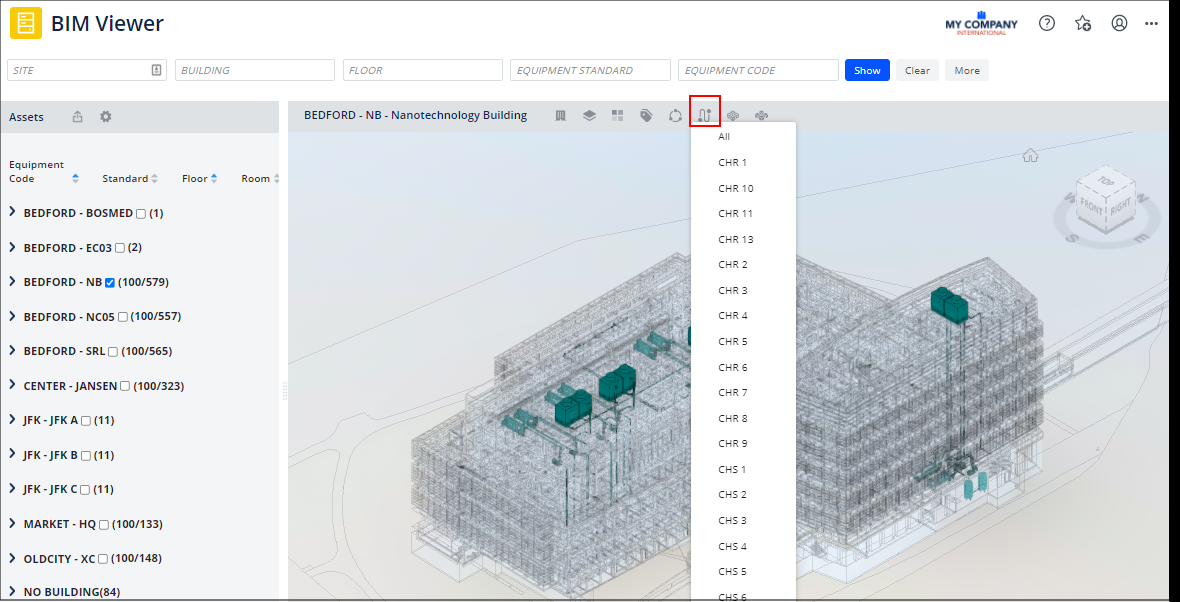 BIM Viewer
MY COMPANY
INTERNATIONAL
SITE
BUILDING
FLOOR
EQUIPMENT STANDARD
EQUIPMENT CODE
Show
Clear
More
Assets
Equipment
Code
Standard
Floor
Room
BEDFORD - BOSMED (1)
BEDFORD - EC03 (2)
BEDFORD - NB (100/579)
BEDFORD - NC05 (100/557)
BEDFORD - SRL (100/565)
CENTER - JANSEN (100/323)
JFK - JFK A (11)
JFK - JFK B (11)
JFK - JFK C (11)
MARKET - HQ (100/133)
OLDCITY - XC (100/148)
NO BUILDING(84)
BEDFORD - NB - Nanotechnology Building
All
CHR 1
CHR 10
CHR 11
CHR 13
CHR 2
CHR 3
CHR 4
CHR 5
CHR 6
CHR 7
CHR 8
CHR 9
CHS 1
CHS 2
CHS 3
CHS 4
CHS 5
CHS 6
TOP
FRONT
RIGHT
W
N
S
E